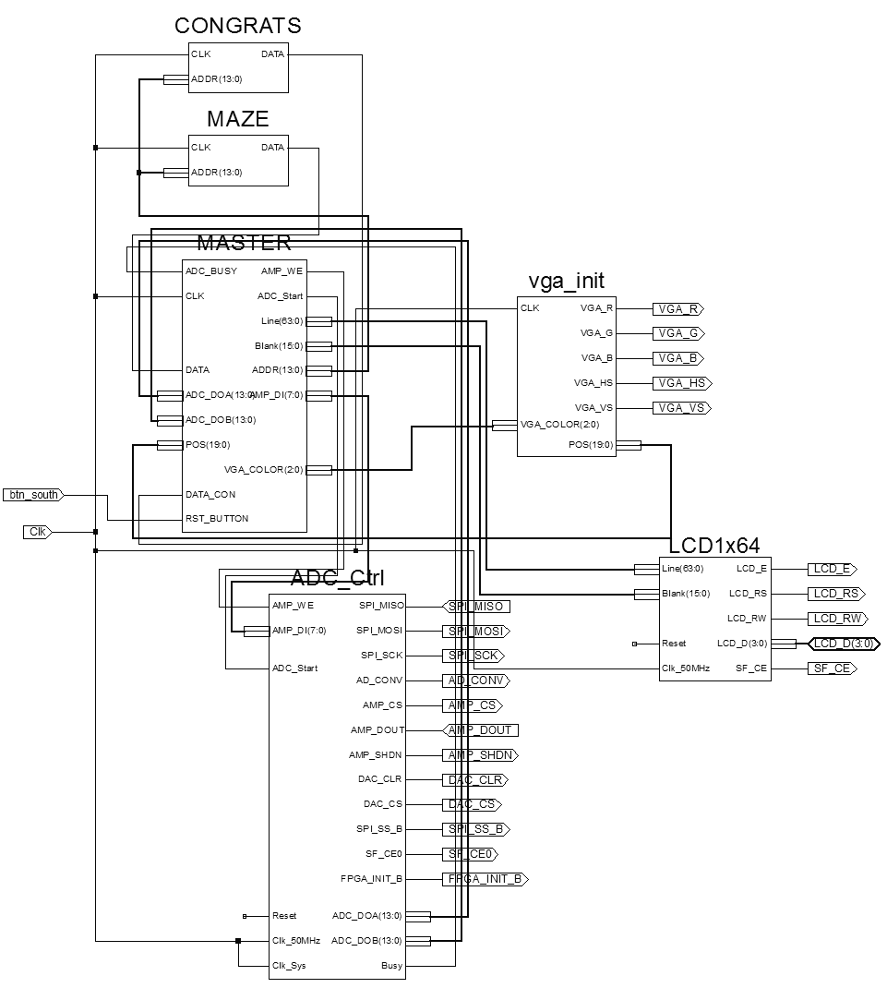 CONGRATS
CLK DATA
ADDR(13:0)
MAZE
CLK DATA
ADDR(13:0)
MASTER
ADC_BUSY AMP_WE
CLK ADC_Start
Line(63:0)
Blank(15:0)
DATA ADDR(13:0)
ADC_DOA(13:0) AMP_DI(7:0)
ADC_DOB(13:0)
POS(19:0)
VGA_COLOR(2:0)
DATA_CON
RST_BUTTON
btn_south
Clk
vga_init
CLK VGA_R VGA_R
VGA_G VGA_G
VGA_B VGA_B
VGA_HS VGA_HS
VGA_VS VGA_VS
VGA_COLOR(2:0)
POS(19:0)
LCD1x64
Line(63:0) LCD_E LCD_E
Blank(15:0) LCD_RS LCD_RS
LCD_RW LCD_RW
Reset LCD_D(3:0) LCD_D(3:0)
Clk_50MHz SF_CE SF_CE
ADC_Ctrl
AMP_WE SPI_MISO SPI_MISO
AMP_DI(7:0) SPI_MOSI SPI_MOSI
SPI_SCK SPI_SCK
ADC_Start AD_CONV AD_CONV
AMP_CS AMP_CS
AMP_DOUT AMP_DOUT
AMP_SHDN AMP_SHDN
DAC_CLR DAC_CLR
DAC_CS DAC_CS
SPI_SS_B SPI_SS_B
SF_CE0 SF_CE0
FPGA_INIT_B FPGA_INIT_B
Reset ADC_DOA(13:0)
Clk_50MHz ADC_DOB(13:0)
Clk_Sys Busy